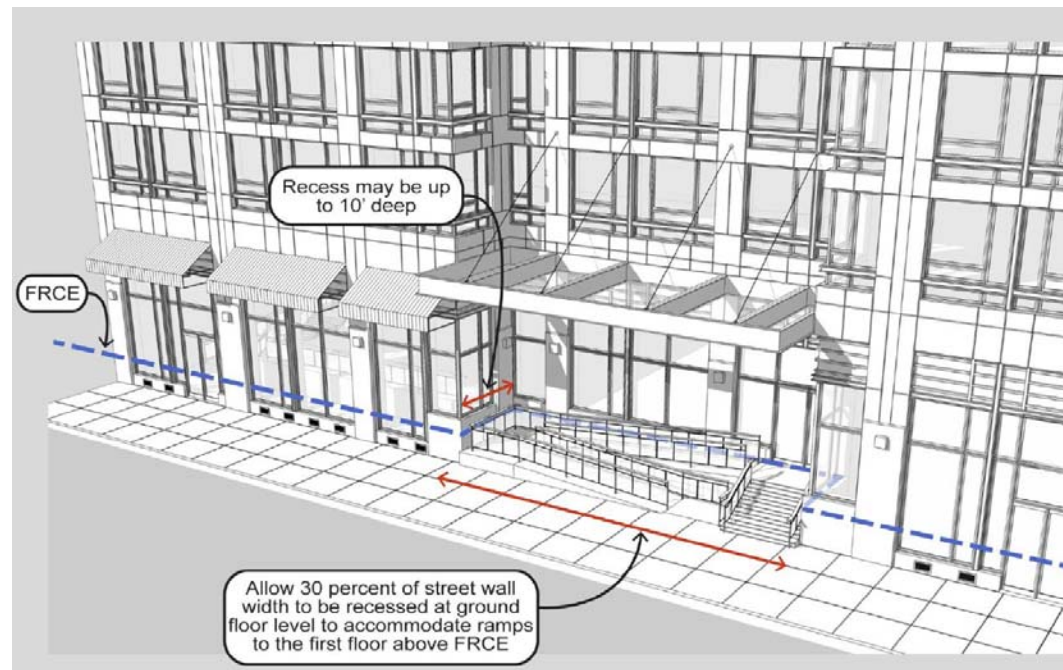 Recess may be up
to 10' deep
FRCE
Allow 30 percent of street wall
width to be recessed at ground
floor level to accommodate ramps
to the first floor above FRCE